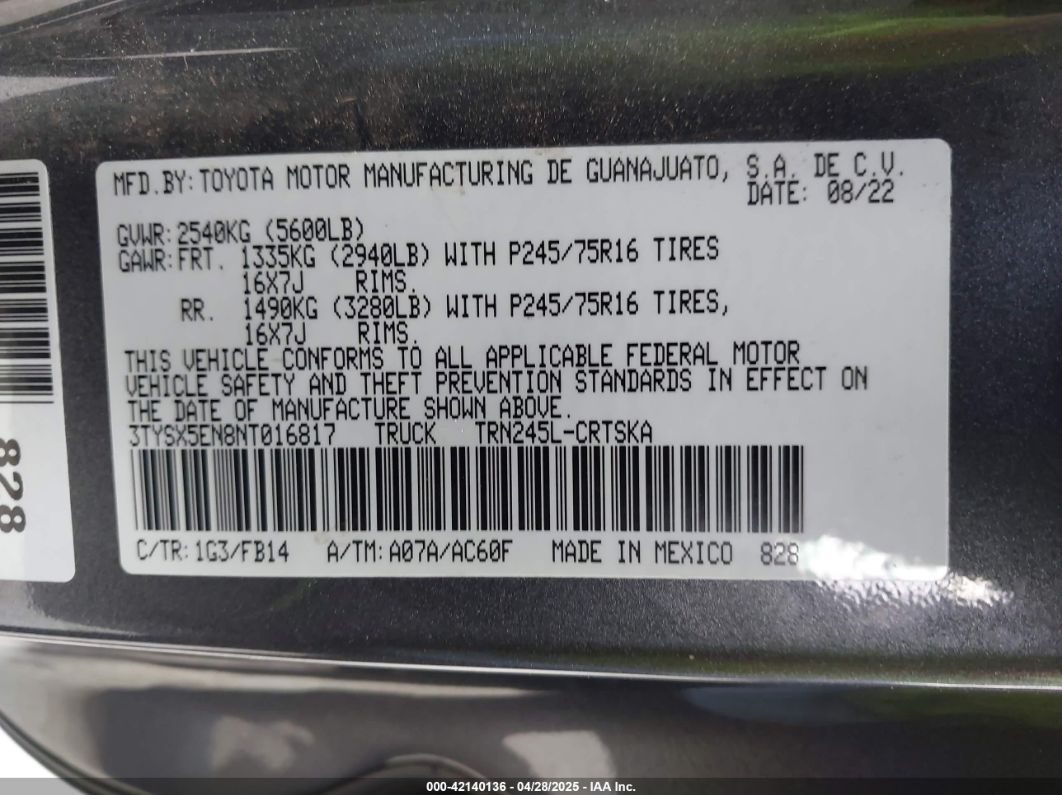 MFD.BY:TOYOTA MOTOR MANUFACTURING DE GUANAJUATO, S.A. DE C.V.
DATE: 08/22
GVWR:2540KG (5600LB)
GAWR:FRT. 1335KG (2940LB) WITH P245/75R16 TIRES
16X7J RIMS.
RR. 1490KG (3280LB) WITH P245/75R16 TIRES,
16X7J RIMS.
THIS VEHICLE CONFORMS TO ALL APPLICABLE FEDERAL MOTOR
VEHICLE SAFETY AND THEFT PREVENTION STANDARDS IN EFFECT ON
THE DATE OF MANUFACTURE SHOWN ABOVE.
3TYSX5EN8NT016817 TRUCK TRN245L-CRTSKA
C/TR:1G3/FB14 A/TM:A07A/AC60F MADE IN MEXICO 828
828
000-42140136 - 04/28/2025 - IAA Inc.